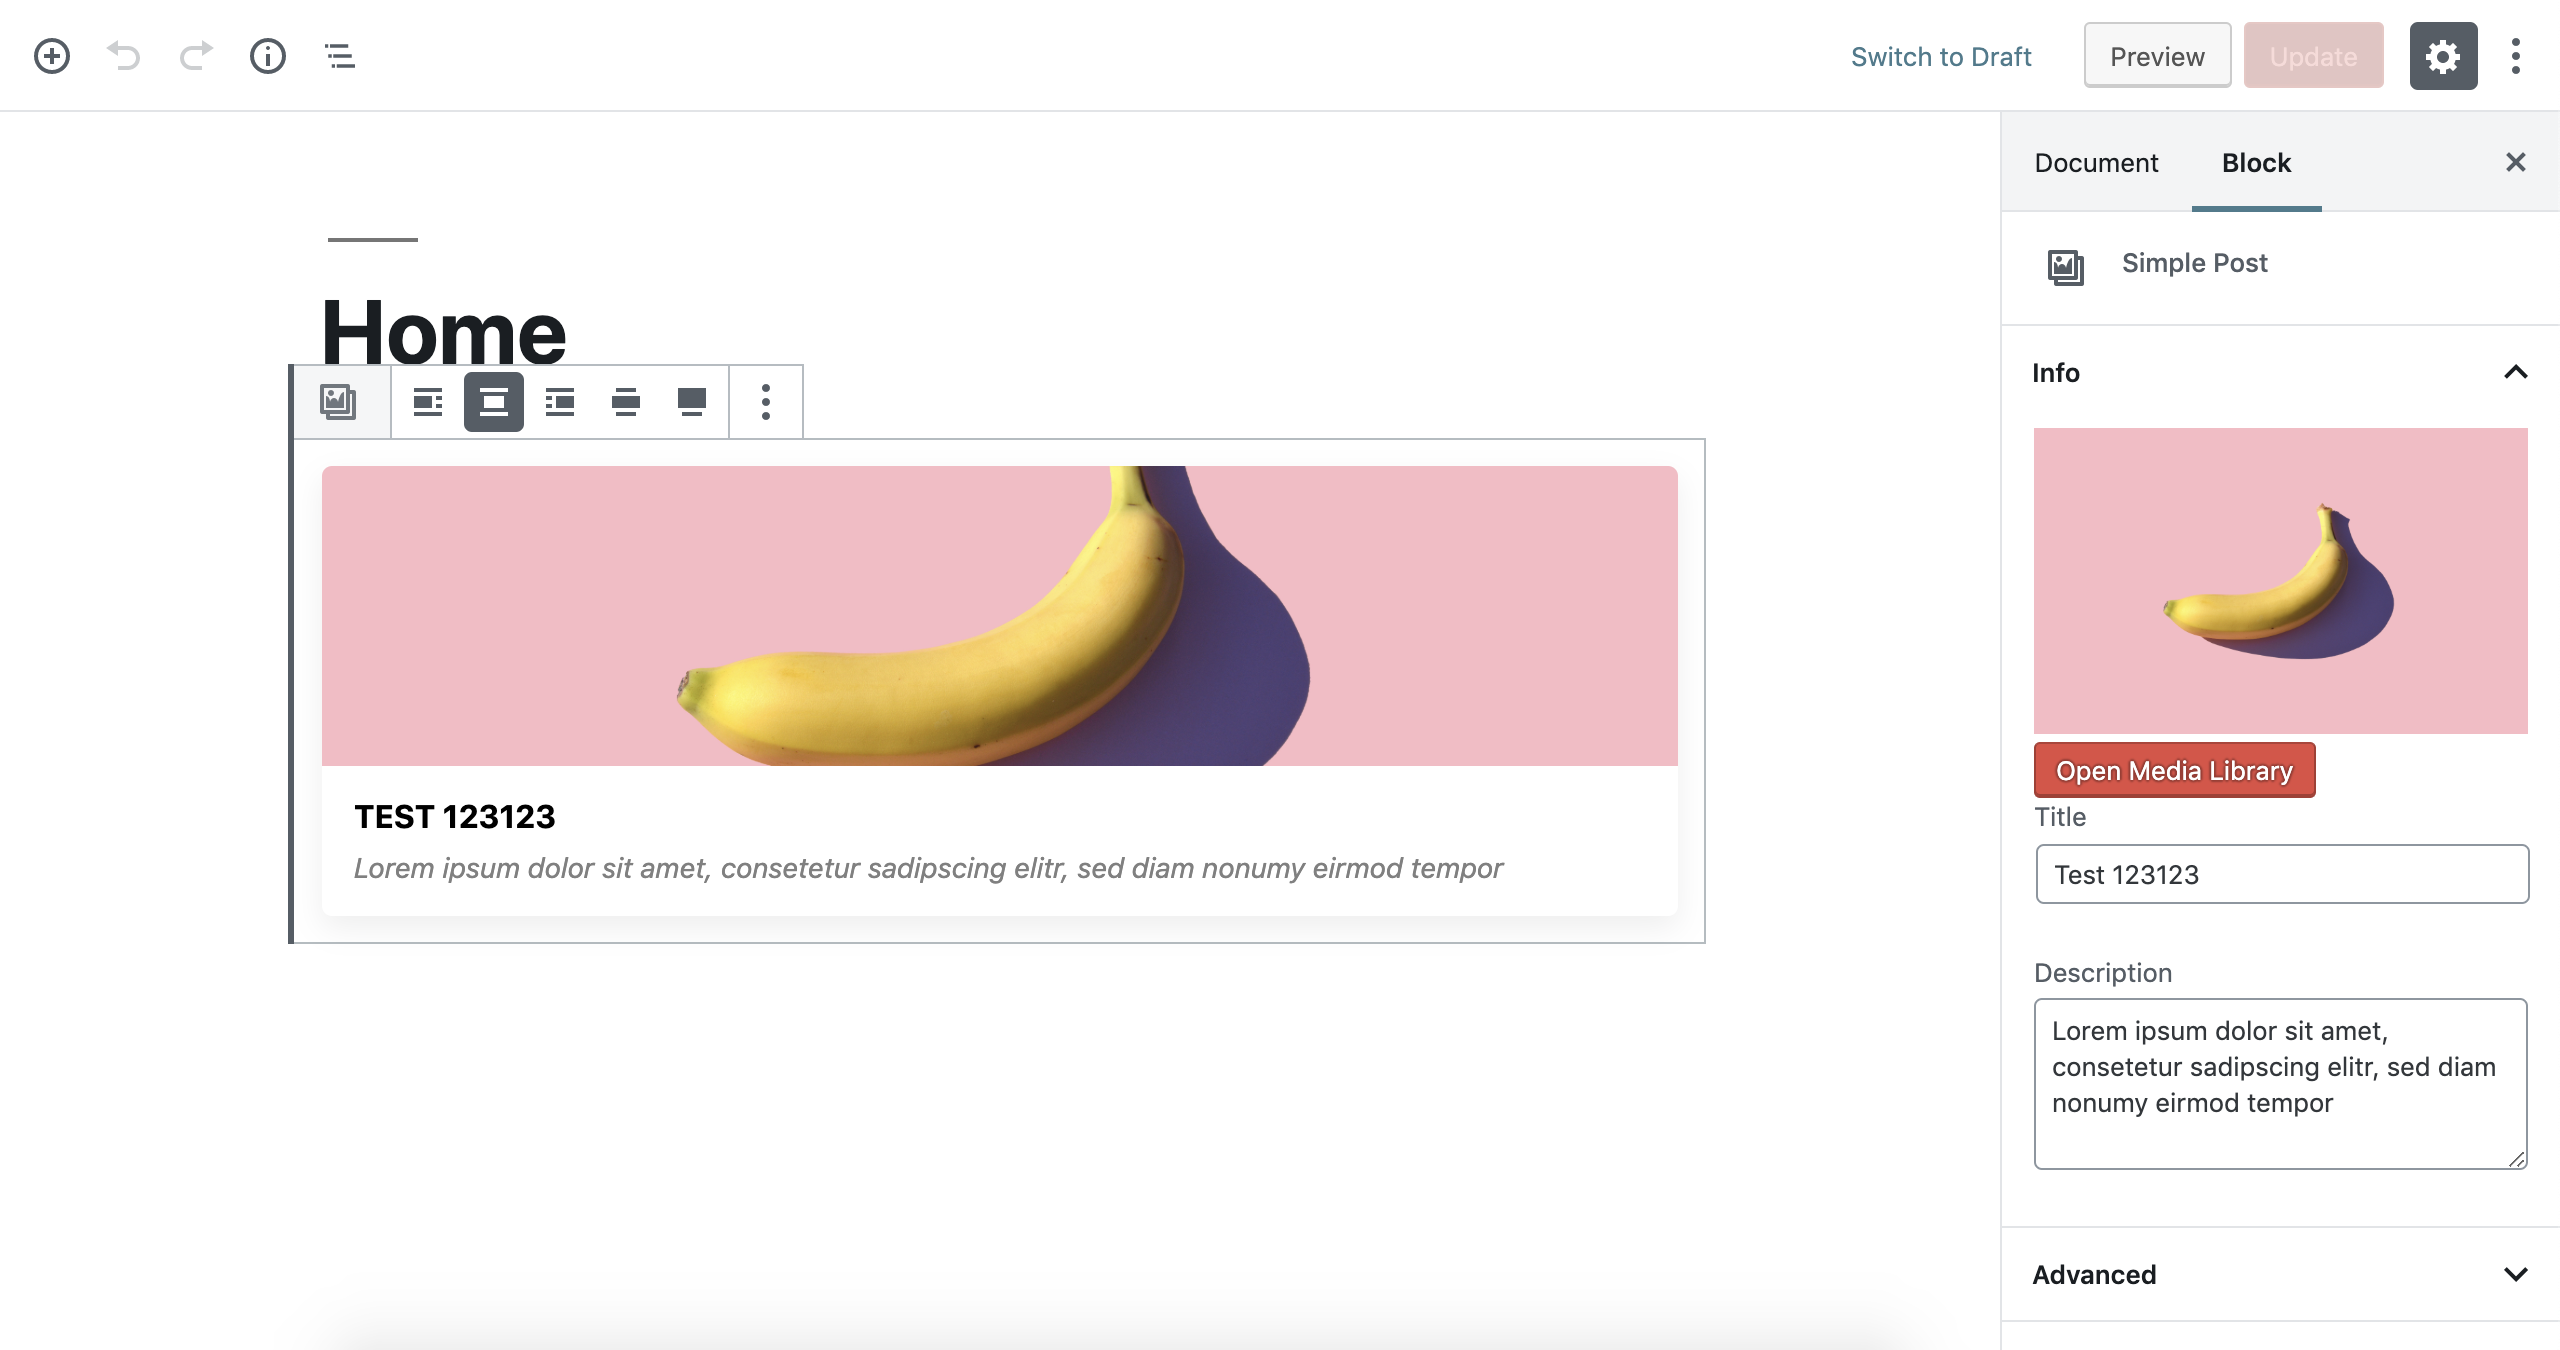 Switch to Draft
Preview
Update
Document
Block
Simple Post
Home
Info
Open Media Library
TEST 123123
Lorem ipsum dolor sit amet, consetetur sadipscing elitr, sed diam nonumy eirmod tempor
Title
Test 123123
Description
Lorem ipsum dolor sit amet,
consetetur sadipscing elitr, sed diam
nonumy eirmod tempor
Advanced